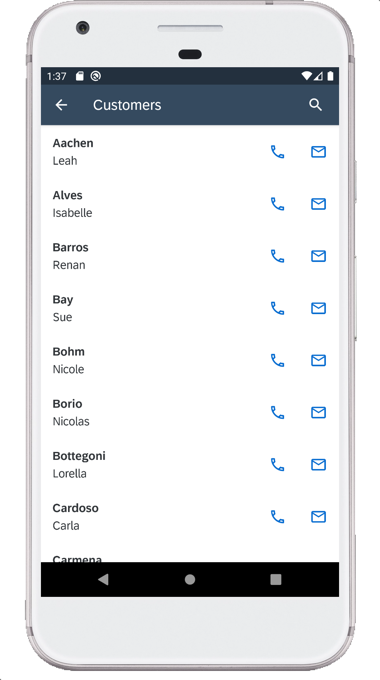 1:37
Customers
Aachen
Leah
Alves
Isabelle
Barros
Renan
Bay
Sue
Bohm
Nicole
Borio
Nicolas
Bottegoni
Lorella
Cardoso
Carla
Carmena